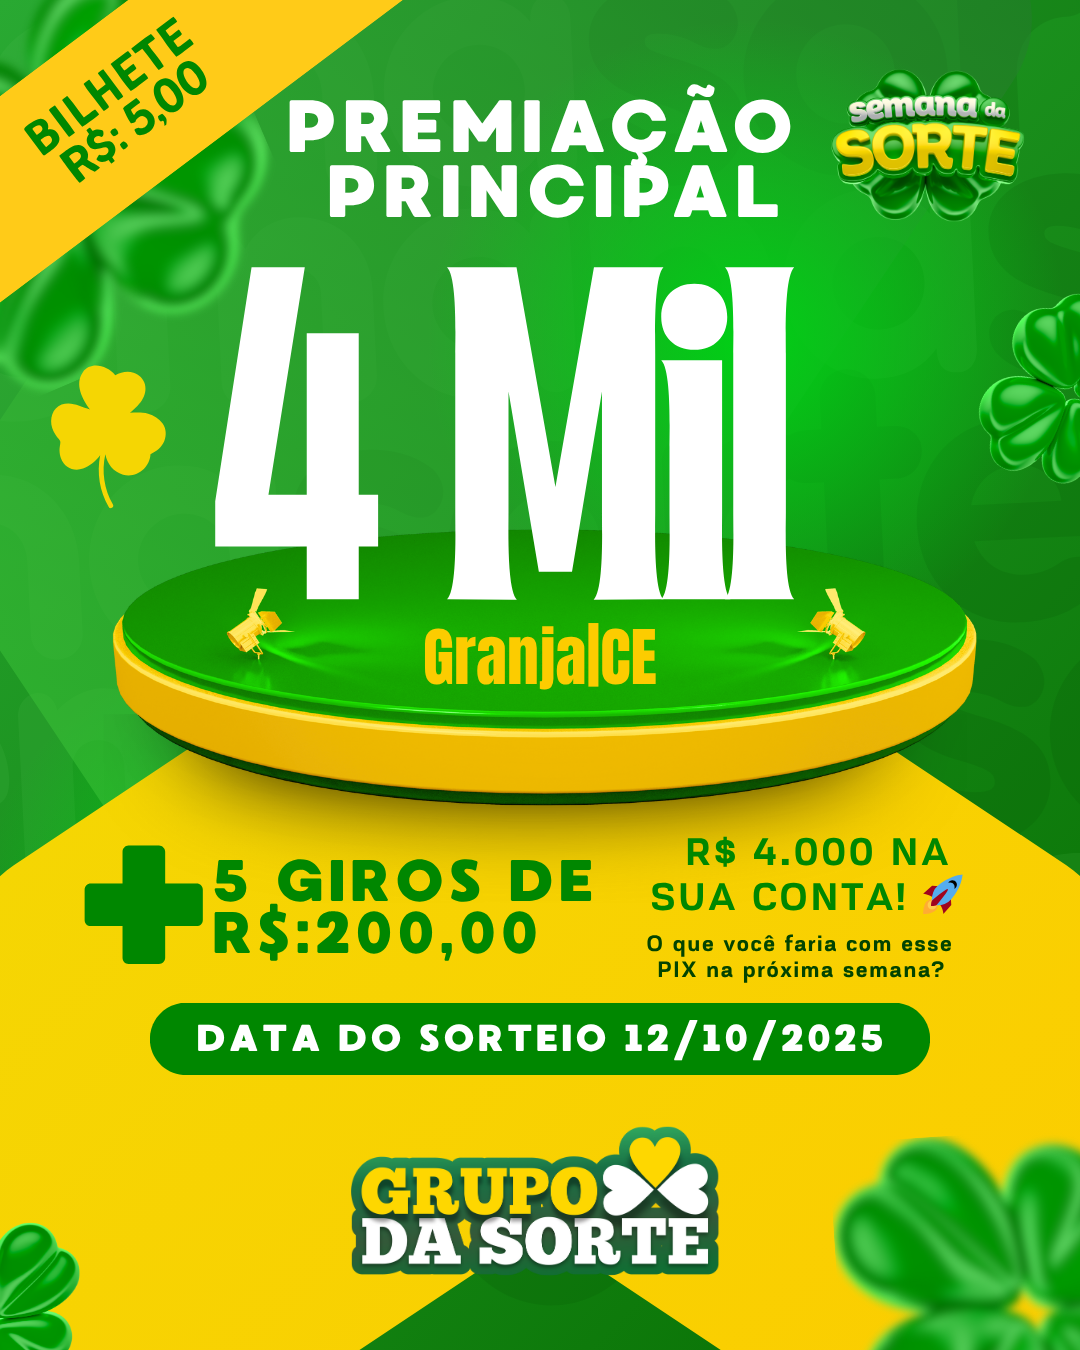 BILHETE
R$: 5,00
PREMIAÇÃO
PRINCIPAL
semana da
SORTE
4 Mil
Granja|CE
5 GIROS DE
R$:200,00
R$ 4.000 NA
SUA CONTA! 🚀
O que você faria com esse
PIX na próxima semana?
DATA DO SORTEIO 12/10/2025
GRUPO
DA SORTE